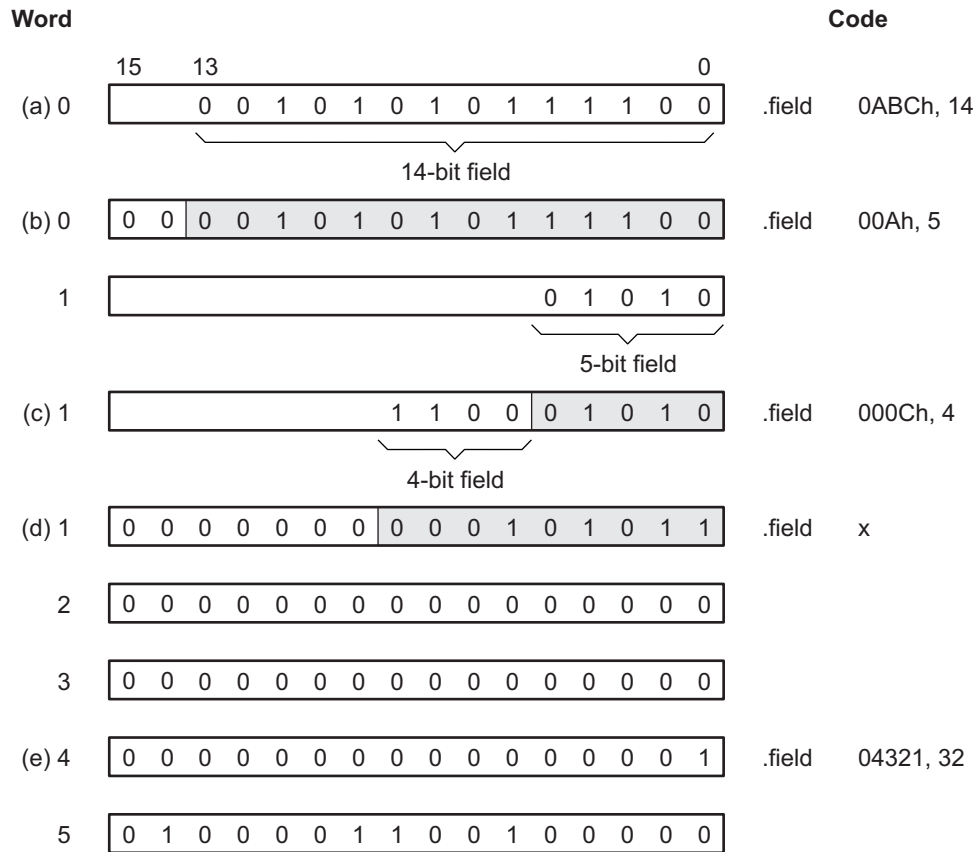 Word Code
15 13 0
(a) 0 0 0 1 0 1 0 1 0 1 1 1 1 0 0 .field 0ABCh, 14
14-bit field
(b) 0 0 0 0 0 1 0 1 0 1 0 1 1 1 1 0 0 .field 00Ah, 5
1 0 1 0 1 0
5-bit field
(c) 1 1 1 0 0 0 1 0 1 0 .field 000Ch, 4
4-bit field
(d) 1 0 0 0 0 0 0 0 0 0 0 1 0 1 0 1 1 .field x
2 0 0 0 0 0 0 0 0 0 0 0 0 0 0 0 0
3 0 0 0 0 0 0 0 0 0 0 0 0 0 0 0 0
(e) 4 0 0 0 0 0 0 0 0 0 0 0 0 0 0 0 1 .field 04321, 32
5 0 1 0 0 0 0 1 1 0 0 1 0 0 0 0 0